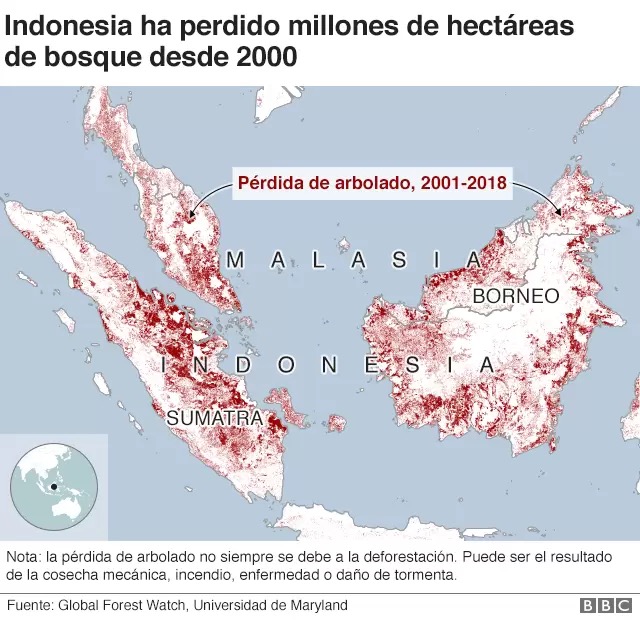 Indonesia ha perdido millones de hectáreas
de bosque desde 2000
Pérdida de arbolado, 2001-2018
MALASIA
BORNEO
INDONESIA
SUMATRA
Nota: la pérdida de arbolado no siempre se debe a la deforestación. Puede ser el resultado
de la cosecha mecánica, incendio, enfermedad o daño de tormenta.
Fuente: Global Forest Watch, Universidad de Maryland
BBC